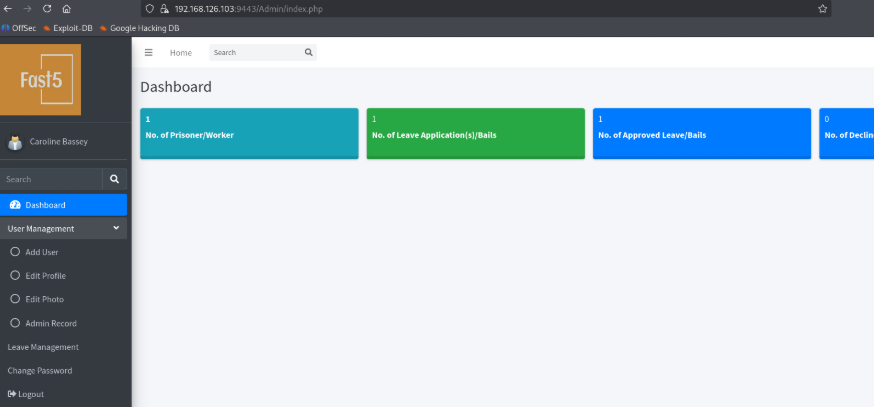 192.168.126.103:9443/Admin/index.php
OffSec Exploit-DB Google Hacking DB
Fast5
Home Search
Dashboard
1
No. of Prisoner/Worker
1
No. of Leave Application(s)/Bails
1
No. of Approved Leave/Bails
0
No. of Declin
Caroline Bassey
Search
Dashboard
User Management
Add User
Edit Profile
Edit Photo
Admin Record
Leave Management
Change Password
Logout